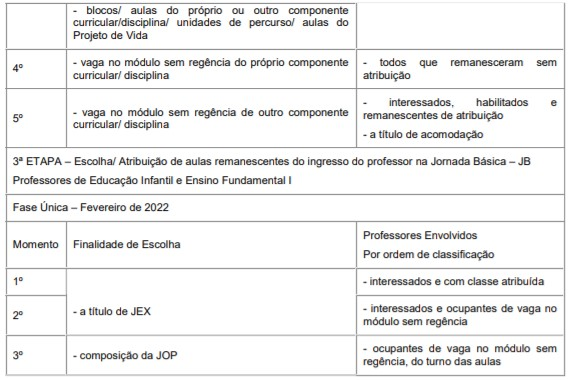 - blocos/ aulas do próprio ou outro componente
curricular/disciplina/ unidades de percurso/ aulas do
Projeto de Vida
4º
- vaga no módulo sem regência do próprio componente
curricular/ disciplina
- todos que remanesceram sem
atribuição
5º
- vaga no módulo sem regência de outro componente
curricular/ disciplina
- interessados, habilitados e
remanescentes de atribuição
- a título de acomodação
3ª ETAPA – Escolha/ Atribuição de aulas remanescentes do ingresso do professor na Jornada Básica – JB
Professores de Educação Infantil e Ensino Fundamental I
Fase Única – Fevereiro de 2022
Momento
Finalidade de Escolha
Professores Envolvidos
Por ordem de classificação
1º
- interessados e com classe atribuída
2º
- a título de JEX
- interessados e ocupantes de vaga no
módulo sem regência
3º
- composição da JOP
- ocupantes de vaga no módulo sem
regência, do turno das aulas